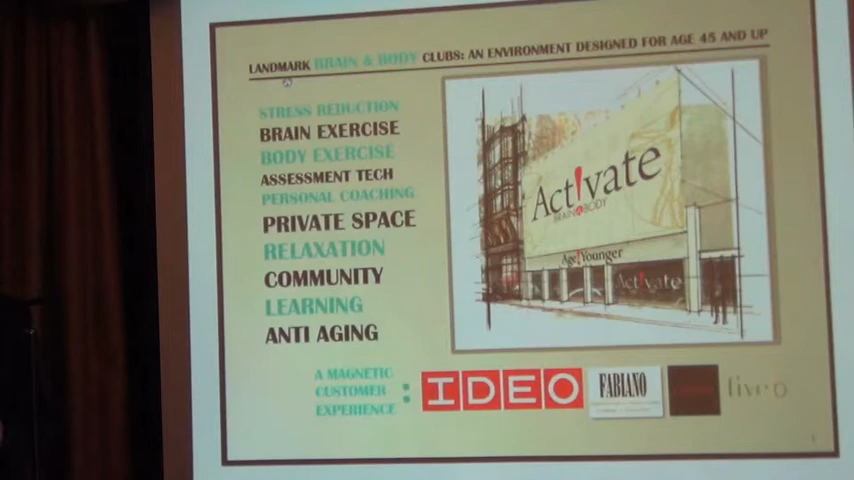 LANDMARK BRAIN & BODY CLUBS: AN ENVIRONMENT DESIGNED FOR AGE 45 AND UP
STRESS REDUCTION
BRAIN EXERCISE
BODY EXERCISE
ASSESSMENT TECH
PERSONAL COACHING
PRIVATE SPACE
RELAXATION
COMMUNITY
LEARNING
ANTI AGING
Act!vate
BRAIN & BODY
Age!Younger
Act!vate
A MAGNETIC
CUSTOMER
EXPERIENCE
:
IDEO
FABIANO
five